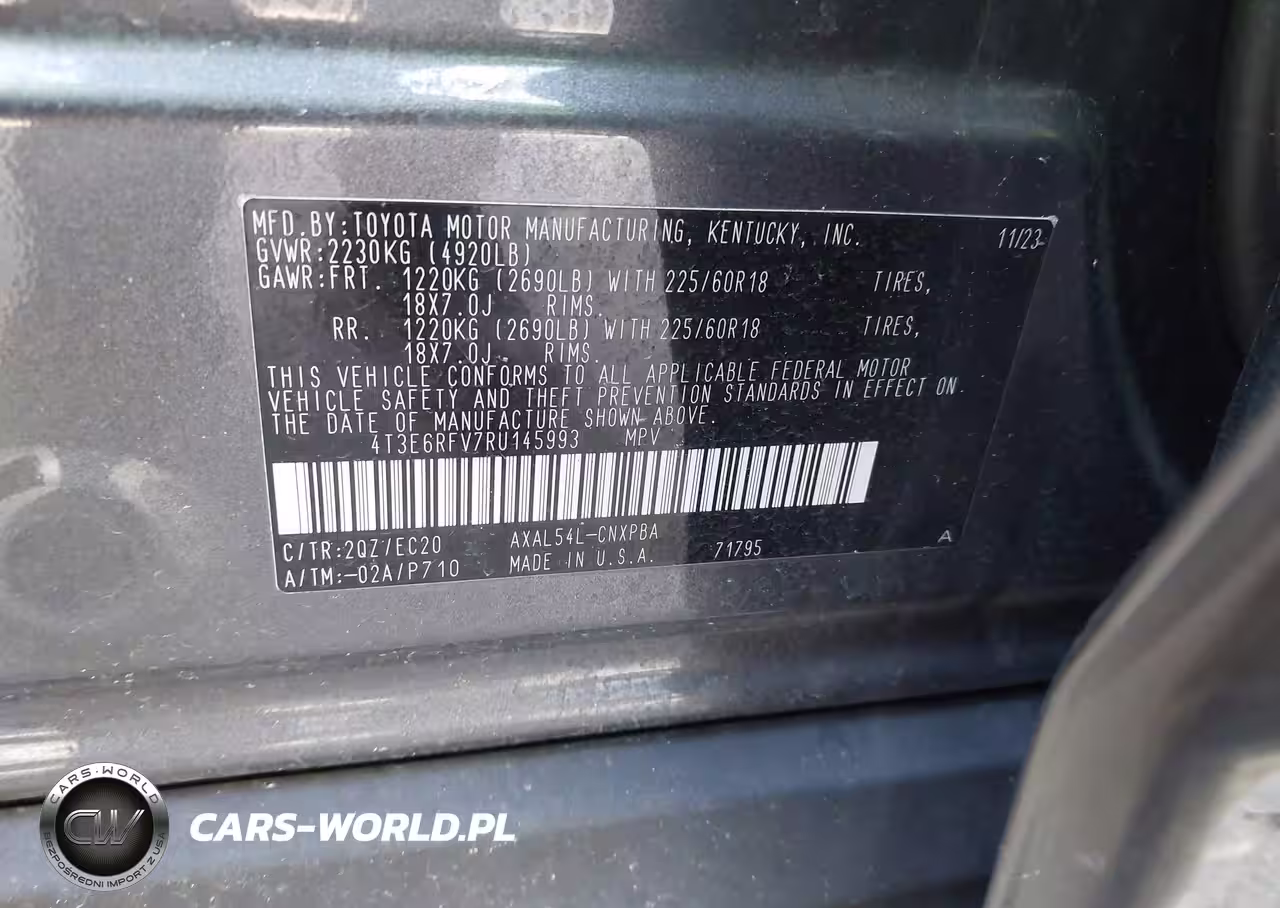 MFD.BY:TOYOTA MOTOR MANUFACTURING, KENTUCKY, INC. 11/23
GVWR:2230KG (4920LB)
GAWR:FRT. 1220KG (2690LB) WITH 225/60R18 TIRES,
18X7.0J RIMS.
RR. 1220KG (2690LB) WITH 225/60R18 TIRES,
18X7.0J RIMS.
THIS VEHICLE CONFORMS TO ALL APPLICABLE FEDERAL MOTOR
VEHICLE SAFETY AND THEFT PREVENTION STANDARDS IN EFFECT ON
THE DATE OF MANUFACTURE SHOWN ABOVE.
4T3E6RFV7RU145993 MPV
C/TR:2QZ/EC20 AXAL54L-CNXPBA
A/TM:-02A/P710 MADE IN U.S.A. 71795 A
CARS-WORLD
CW
BEZPOŚREDNI IMPORT Z USA
CARS-WORLD.PL